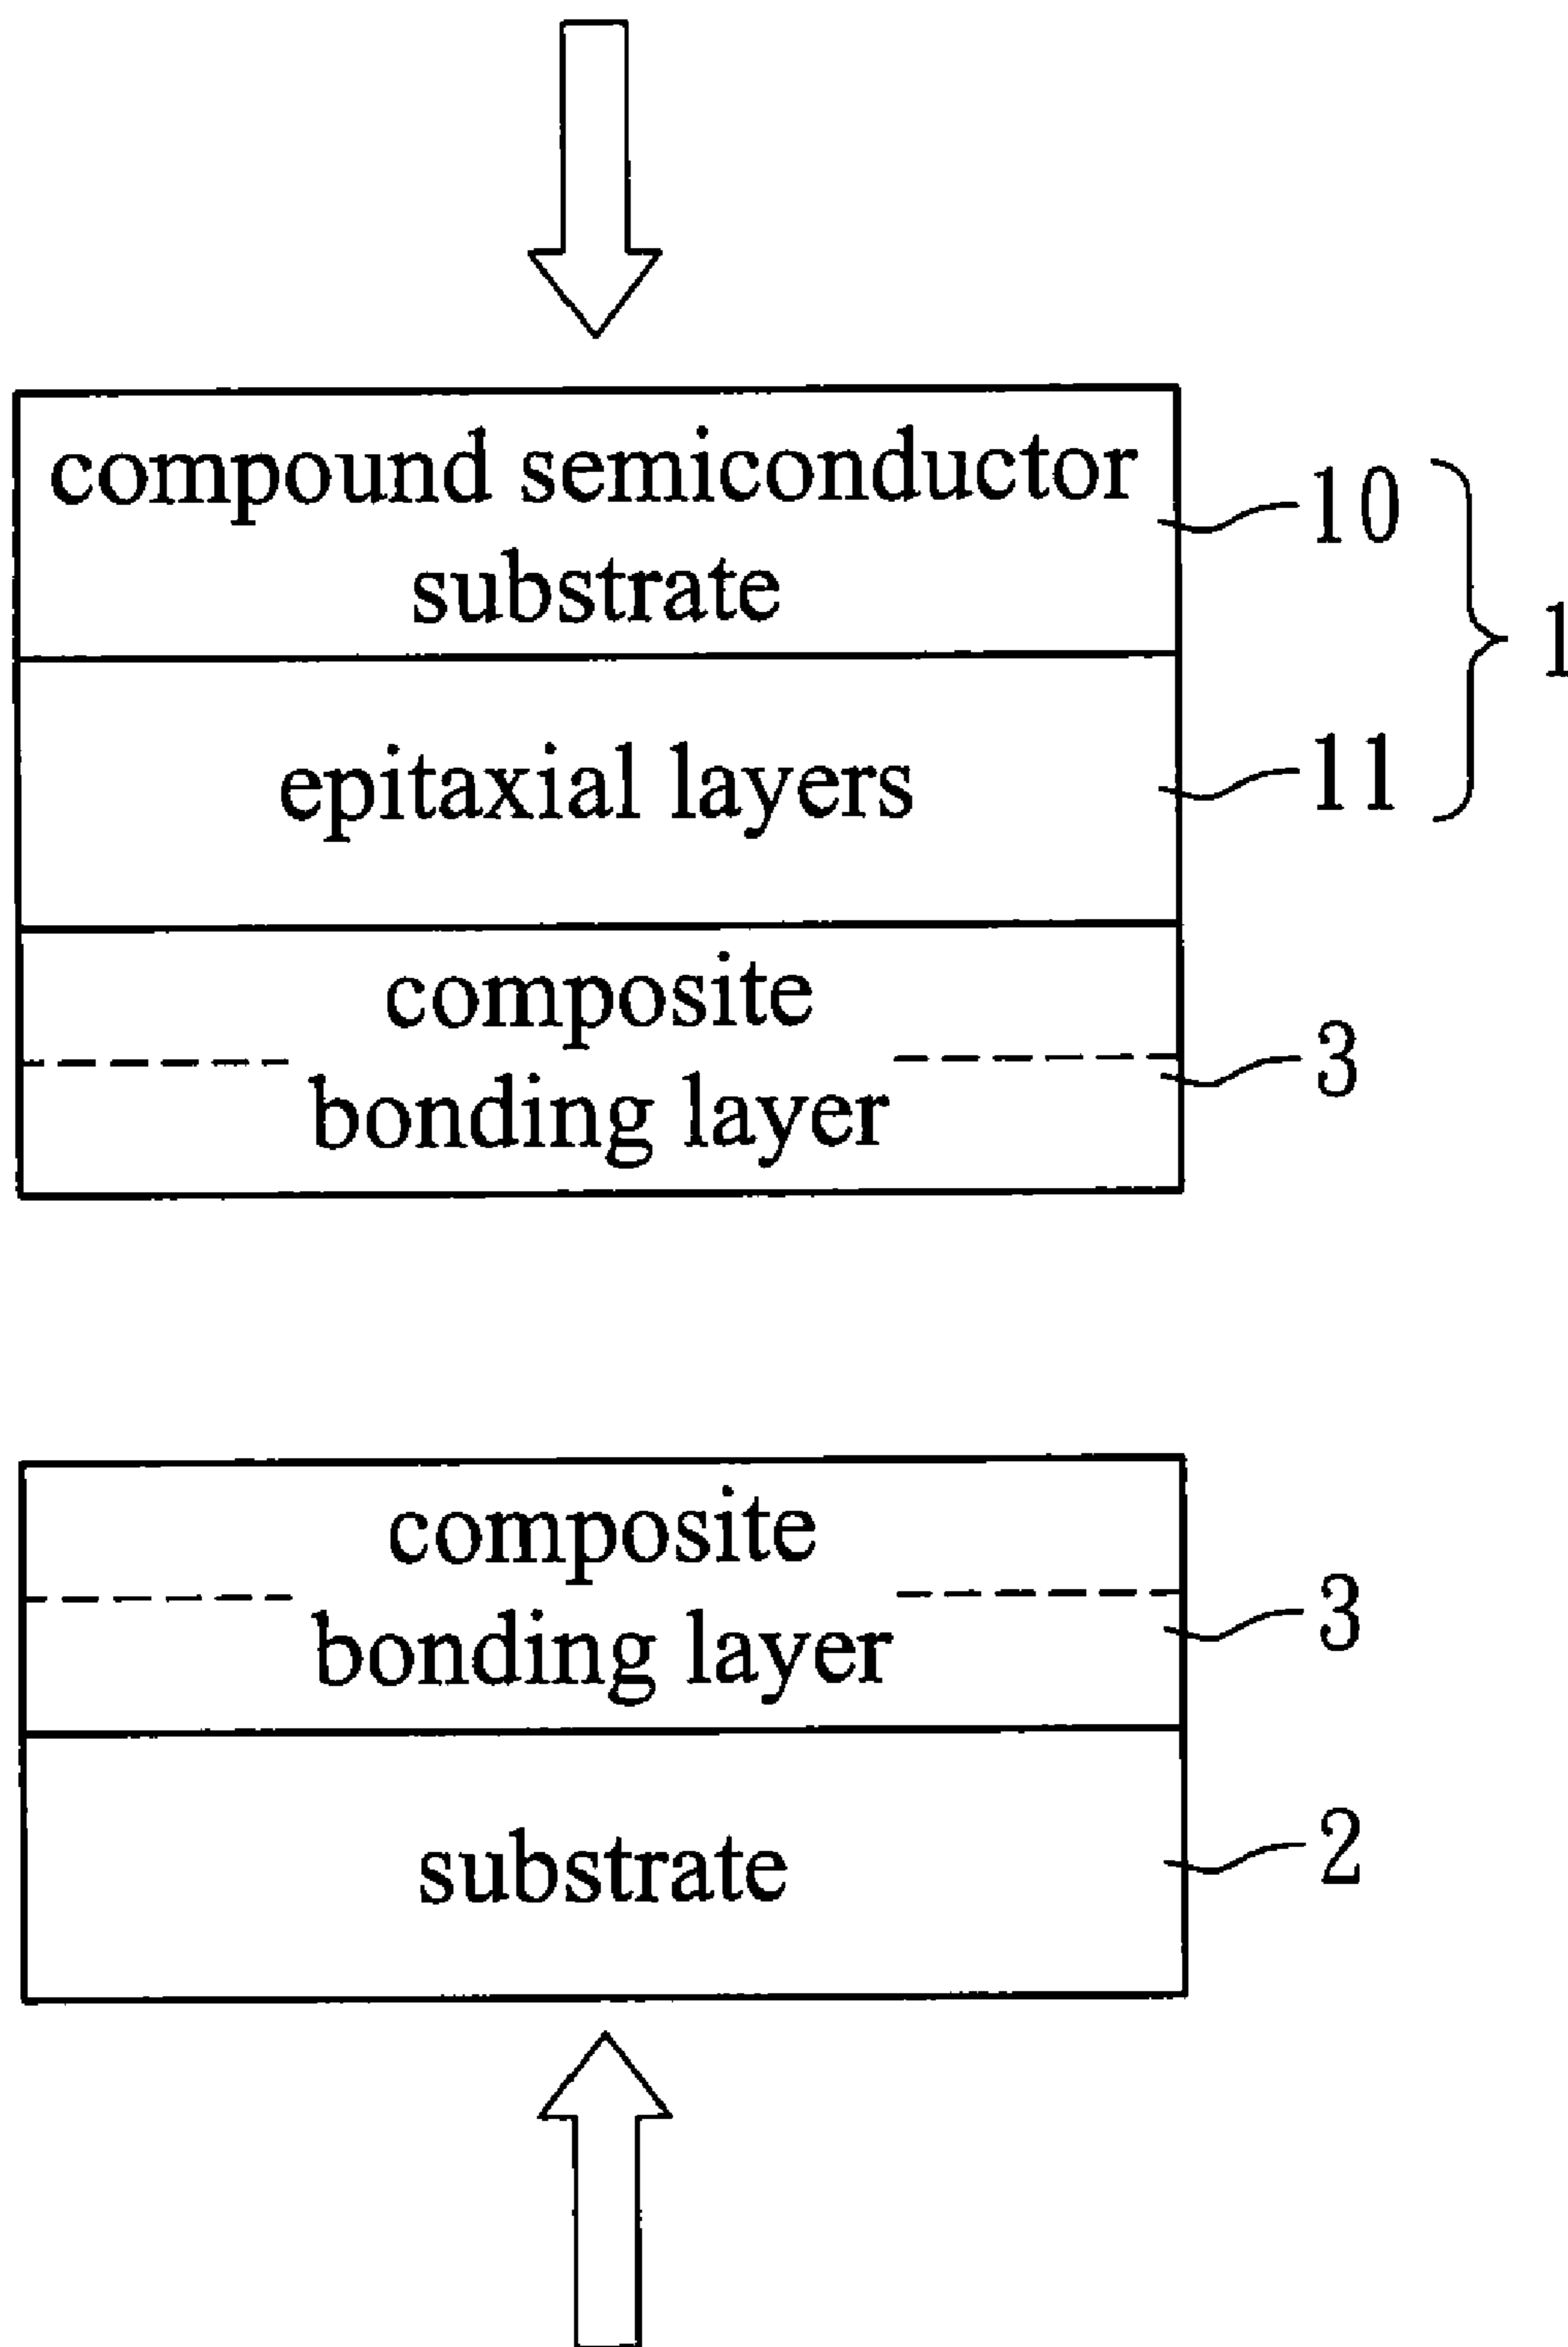 compound semiconductor
substrate
10
1
epitaxial layers
11
composite
bonding layer
3
composite
bonding layer
3
substrate
2